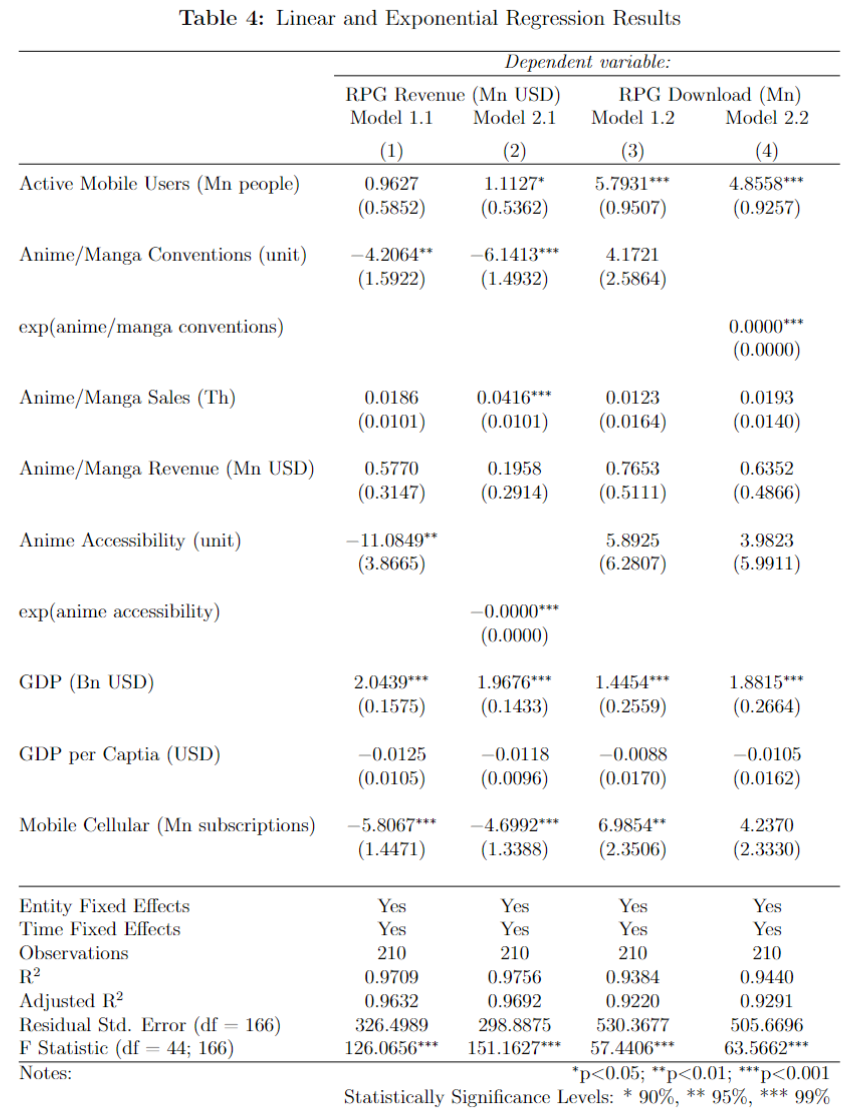 Table 4: Linear and Exponential Regression Results
Dependent variable:
RPG Revenue (Mn USD) RPG Download (Mn)
Model 1.1 Model 2.1 Model 1.2 Model 2.2
(1) (2) (3) (4)
Active Mobile Users (Mn people) 0.9627 1.1127* 5.7931*** 4.8558***
(0.5852) (0.5362) (0.9507) (0.9257)
Anime/Manga Conventions (unit) −4.2064** −6.1413*** 4.1721
(1.5922) (1.4932) (2.5864)
exp(anime/manga conventions) 0.0000***
(0.0000)
Anime/Manga Sales (Th) 0.0186 0.0416*** 0.0123 0.0193
(0.0101) (0.0101) (0.0164) (0.0140)
Anime/Manga Revenue (Mn USD) 0.5770 0.1958 0.7653 0.6352
(0.3147) (0.2914) (0.5111) (0.4866)
Anime Accessibility (unit) −11.0849** 5.8925 3.9823
(3.8665) (6.2807) (5.9911)
exp(anime accessibility) −0.0000***
(0.0000)
GDP (Bn USD) 2.0439*** 1.9676*** 1.4454*** 1.8815***
(0.1575) (0.1433) (0.2559) (0.2664)
GDP per Captia (USD) −0.0125 −0.0118 −0.0088 −0.0105
(0.0105) (0.0096) (0.0170) (0.0162)
Mobile Cellular (Mn subscriptions) −5.8067*** −4.6992*** 6.9854** 4.2370
(1.4471) (1.3388) (2.3506) (2.3330)
Entity Fixed Effects Yes Yes Yes Yes
Time Fixed Effects Yes Yes Yes Yes
Observations 210 210 210 210
R² 0.9709 0.9756 0.9384 0.9440
Adjusted R² 0.9632 0.9692 0.9220 0.9291
Residual Std. Error (df = 166) 326.4989 298.8875 530.3677 505.6696
F Statistic (df = 44; 166) 126.0656*** 151.1627*** 57.4406*** 63.5662***
Notes: *p<0.05; **p<0.01; ***p<0.001
Statistically Significance Levels: * 90%, ** 95%, *** 99%